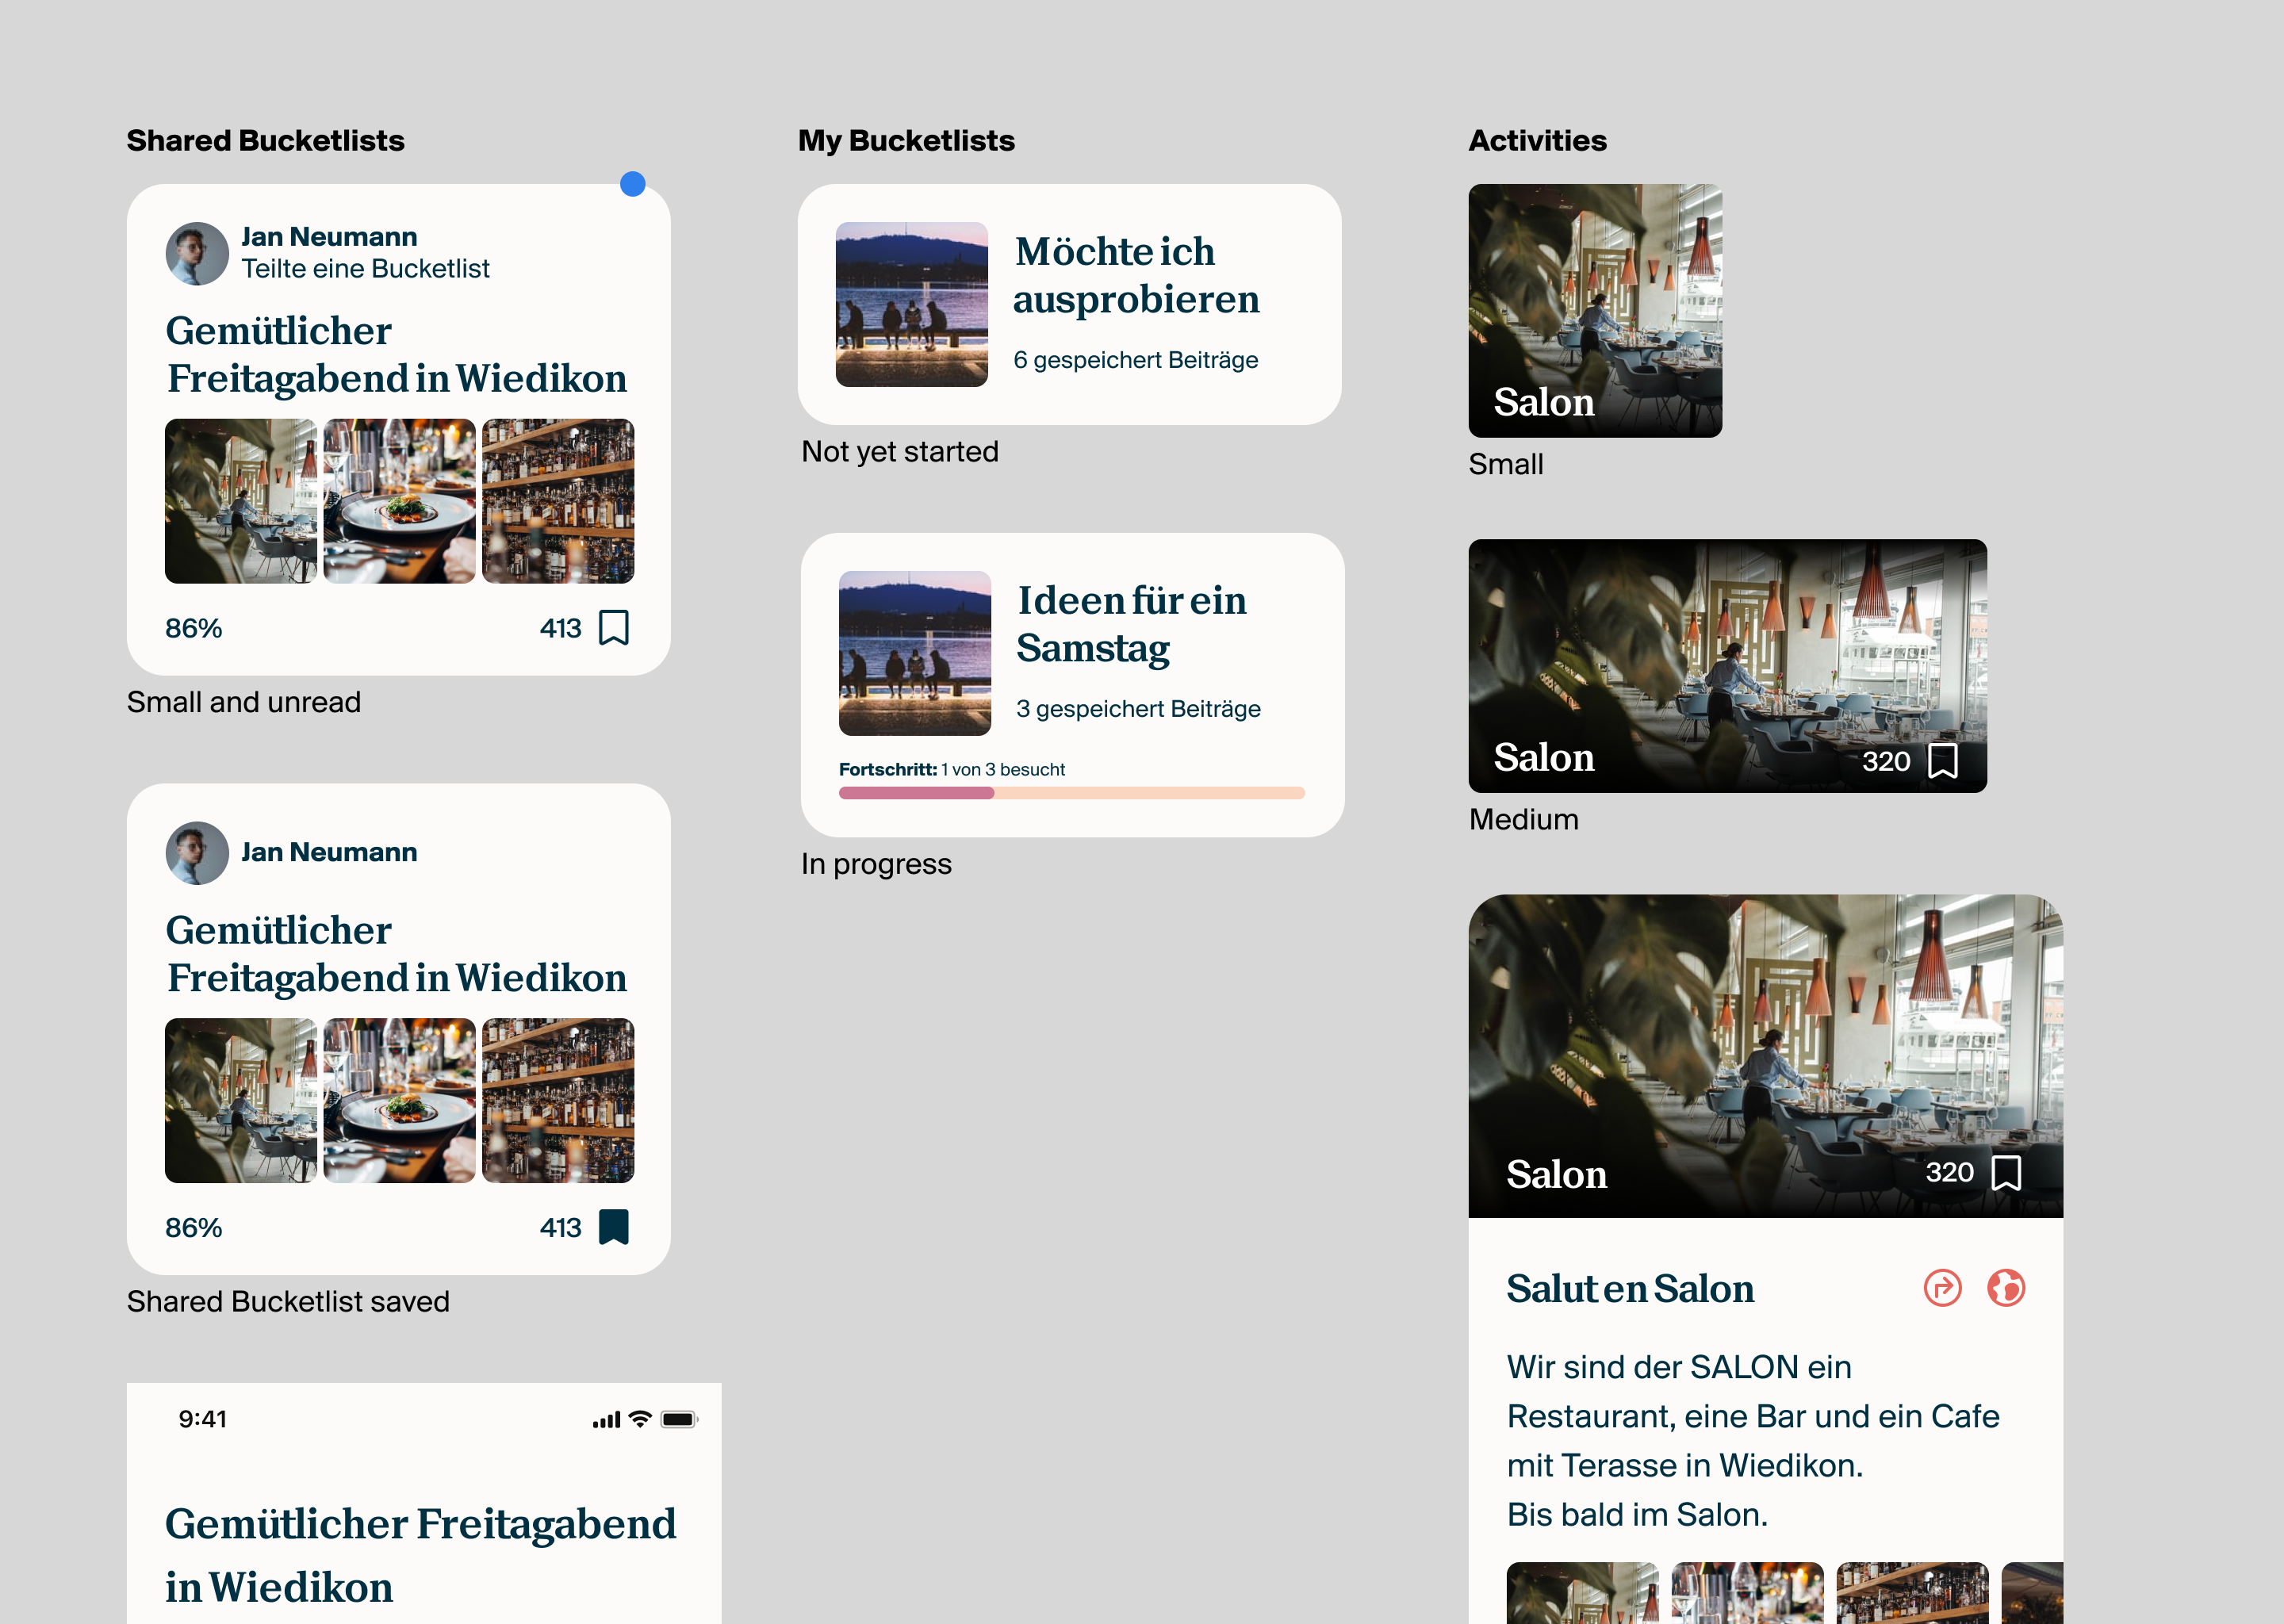 Shared Bucketlists
Jan Neumann
Teilte eine Bucketlist
Gemütlicher
Freitagabend in Wiedikon
86%
413
Small and unread
Jan Neumann
Gemütlicher
Freitagabend in Wiedikon
86%
413
Shared Bucketlist saved
9:41
Gemütlicher Freitagabend
in Wiedikon
My Bucketlists
Möchte ich
ausprobieren
6 gespeichert Beiträge
Not yet started
Ideen für ein
Samstag
3 gespeichert Beiträge
Fortschritt: 1 von 3 besucht
In progress
Activities
Salon
Small
Salon
320
Medium
Salon
320
Salut en Salon
Wir sind der SALON ein
Restaurant, eine Bar und ein Cafe
mit Terasse in Wiedikon.
Bis bald im Salon.